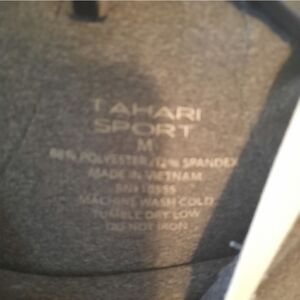 TAHARI
SPORT
M
88% POLYESTER/12% SPANDEX
MADE IN VIETNAM
MACHINE WASH COLD
TUMBLE DRY LOW
DO NOT IRON